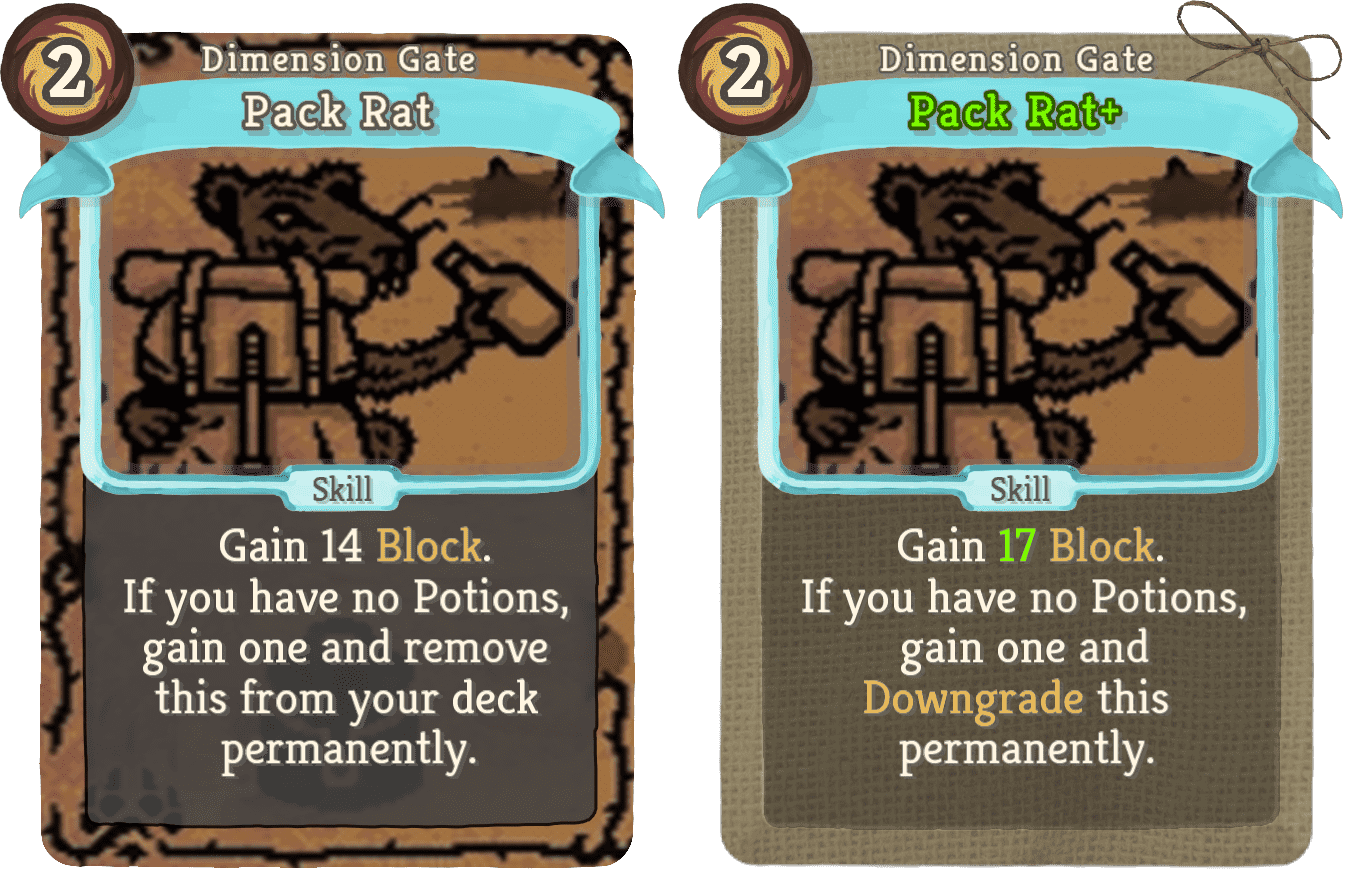 2
Dimension Gate
Pack Rat
Skill
Gain 14 Block.
If you have no Potions,
gain one and remove
this from your deck
permanently.
2
Dimension Gate
Pack Rat+
Skill
Gain 17 Block.
If you have no Potions,
gain one and
Downgrade this
permanently.